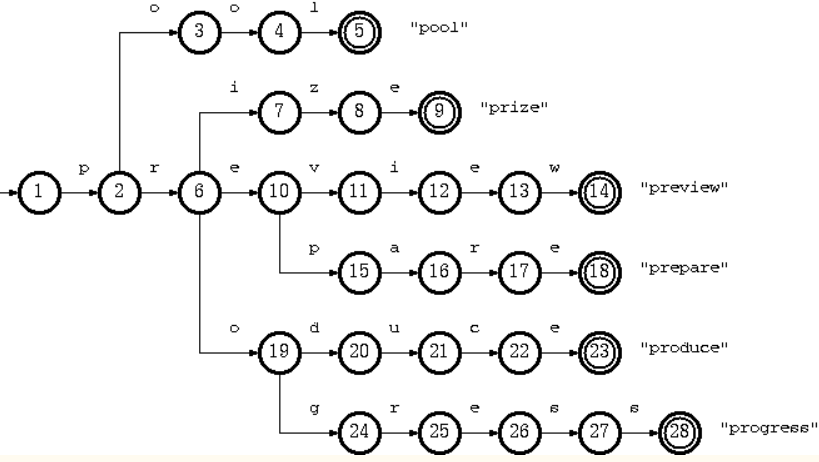 o o l
3 4 5 "pool"
i z e
7 8 9 "prize"
p r e v i e w
1 2 6 10 11 12 13 14 "preview"
p a r e
15 16 17 18 "prepare"
o d u c e
19 20 21 22 23 "produce"
g r e s s
24 25 26 27 28 "progress"